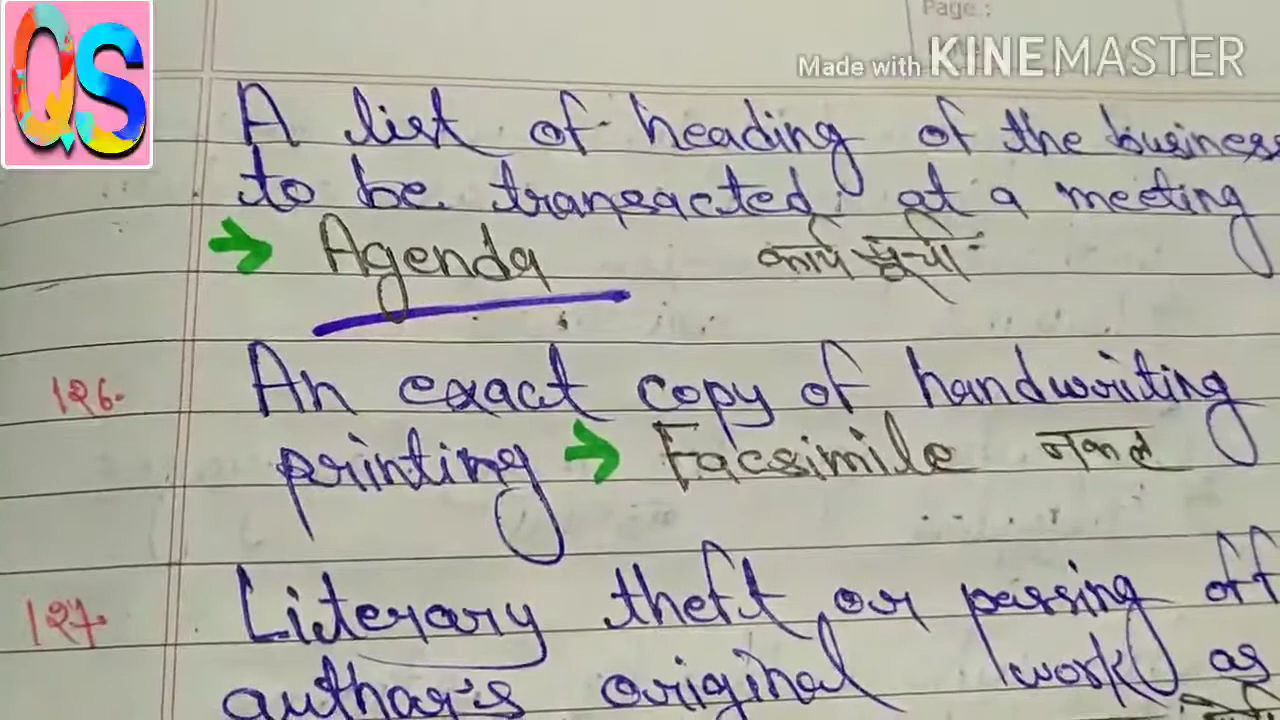 Page :
Made with KINEMASTER
QS
A list of heading of the business
to be transacted at a meeting
→ Agenda कार्य सूची
126. An exact copy of handwriting
printing → Facsimile नकल
127. Literary theft or passing off
author's original work as